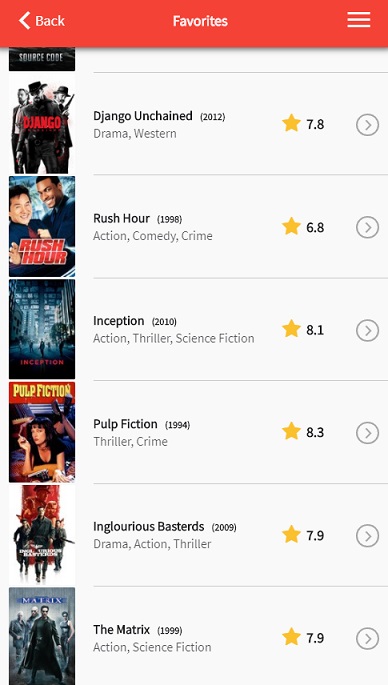 Back
Favorites
SOURCE CODE
DJANGO
Django Unchained (2012)
Drama, Western
7.8
RUSH
HOUR
Rush Hour (1998)
Action, Comedy, Crime
6.8
INCEPTION
Inception (2010)
Action, Thriller, Science Fiction
8.1
PULP FICTION
Pulp Fiction (1994)
Thriller, Crime
8.3
INGLOURIOUS
BASTERDS
Inglourious Basterds (2009)
Drama, Action, Thriller
7.9
MATRIX
The Matrix (1999)
Action, Science Fiction
7.9